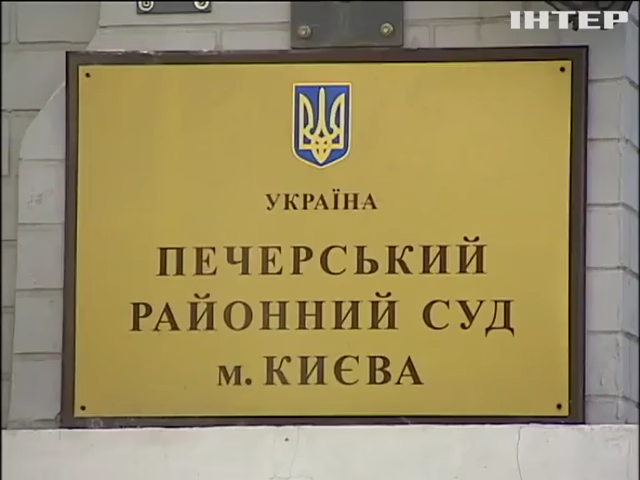 ІНТЕР
УКРАЇНА
ПЕЧЕРСЬКИЙ
РАЙОННИЙ СУД
м. КИЄВА